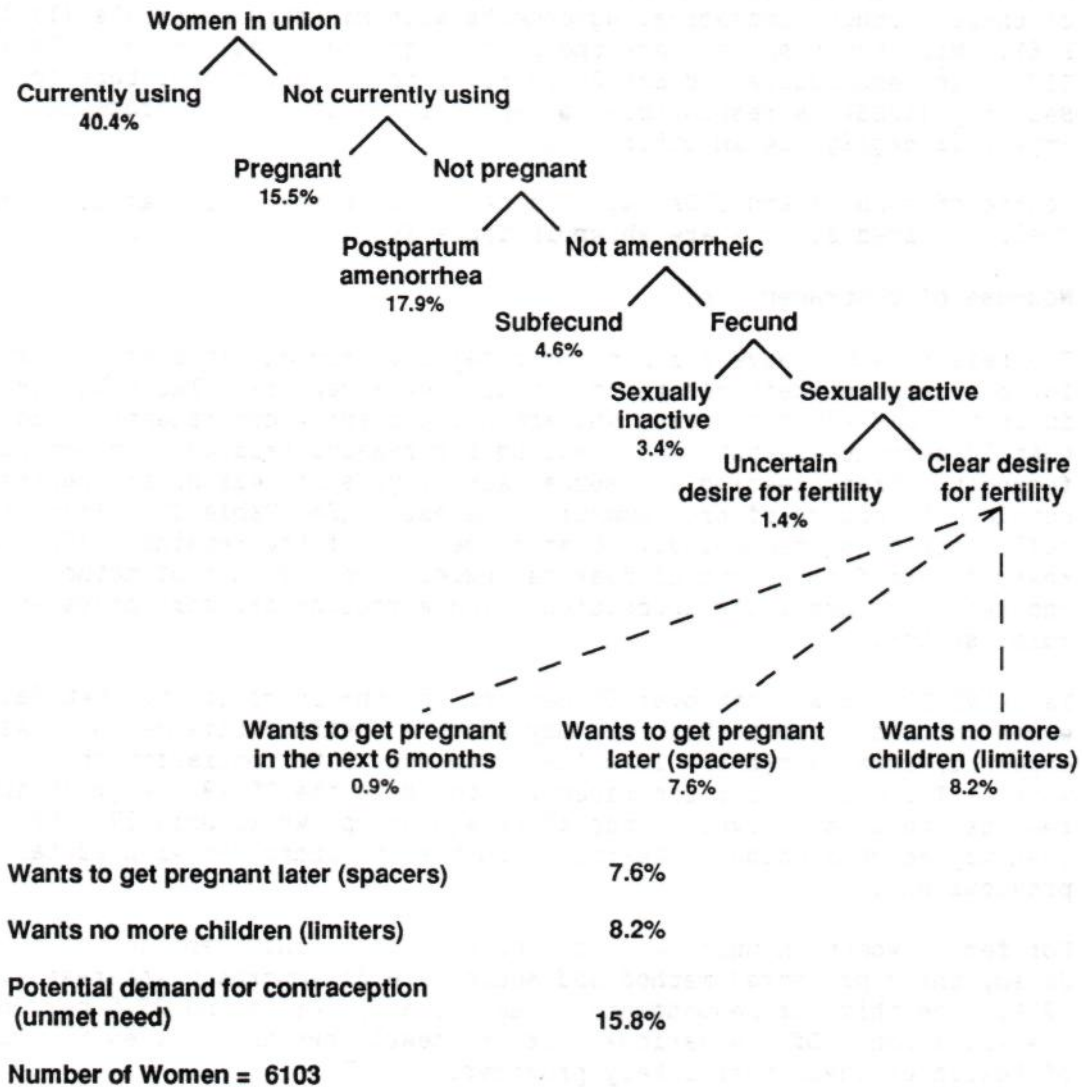 Women in union
Currently using
40.4%
Not currently using
Pregnant
15.5%
Not pregnant
Postpartum
amenorrhea
17.9%
Not amenorrheic
Subfecund
4.6%
Fecund
Sexually
inactive
3.4%
Sexually active
Uncertain
desire for fertility
1.4%
Clear desire
for fertility
Wants to get pregnant
in the next 6 months
0.9%
Wants to get pregnant
later (spacers)
7.6%
Wants no more
children (limiters)
8.2%
Wants to get pregnant later (spacers) 7.6%
Wants no more children (limiters) 8.2%
Potential demand for contraception
(unmet need) 15.8%
Number of Women = 6103